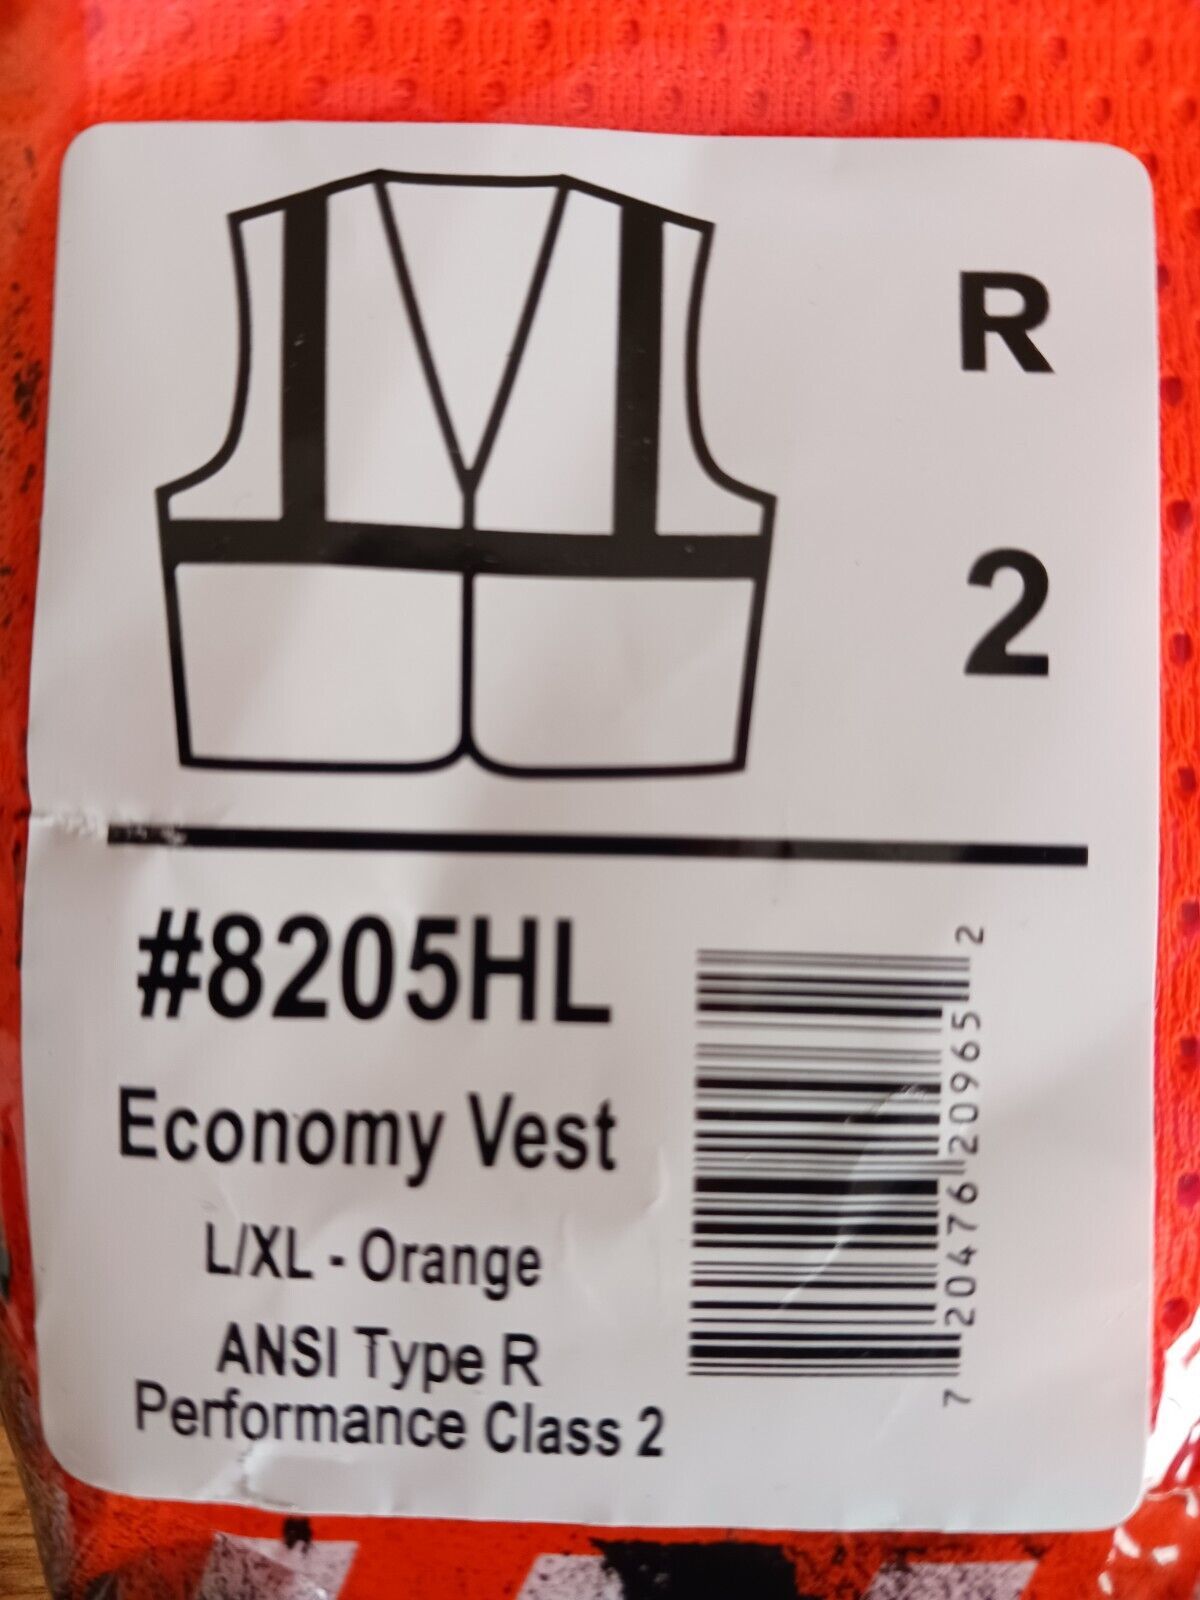 R
2
#8205HL
Economy Vest
L/XL - Orange
ANSI Type R
Performance Class 2
7 20476 20965 2